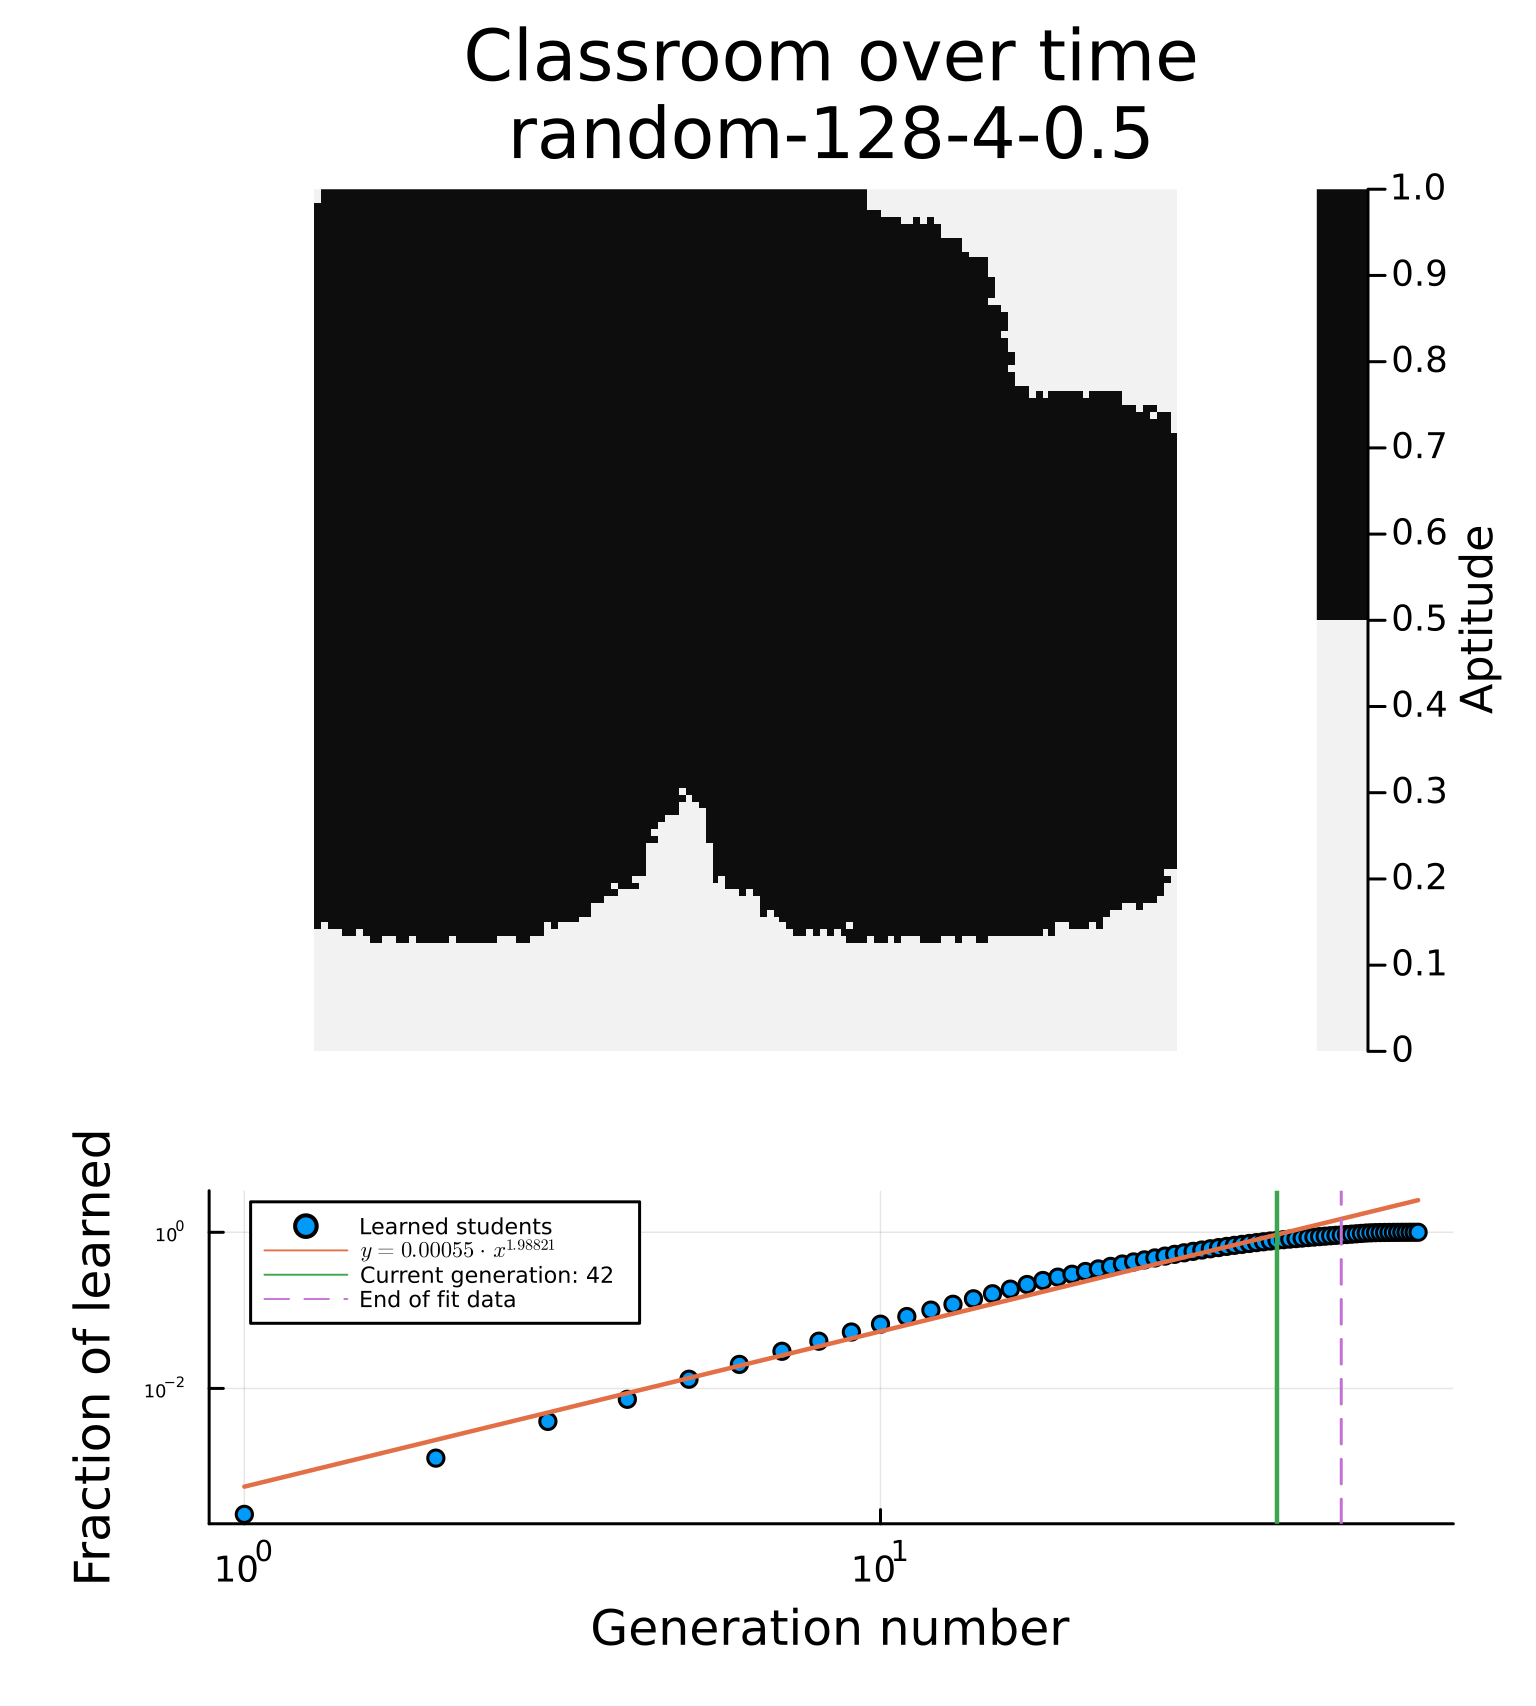 Classroom over time
random-128-4-0.5
1.0
0.9
0.8
0.7
0.6
0.5
0.4
0.3
0.2
0.1
0
Aptitude
Fraction of learned
10⁰
10⁻²
Learned students
y = 0.00055 · x^1.98821
Current generation: 42
End of fit data
10⁰
10¹
Generation number